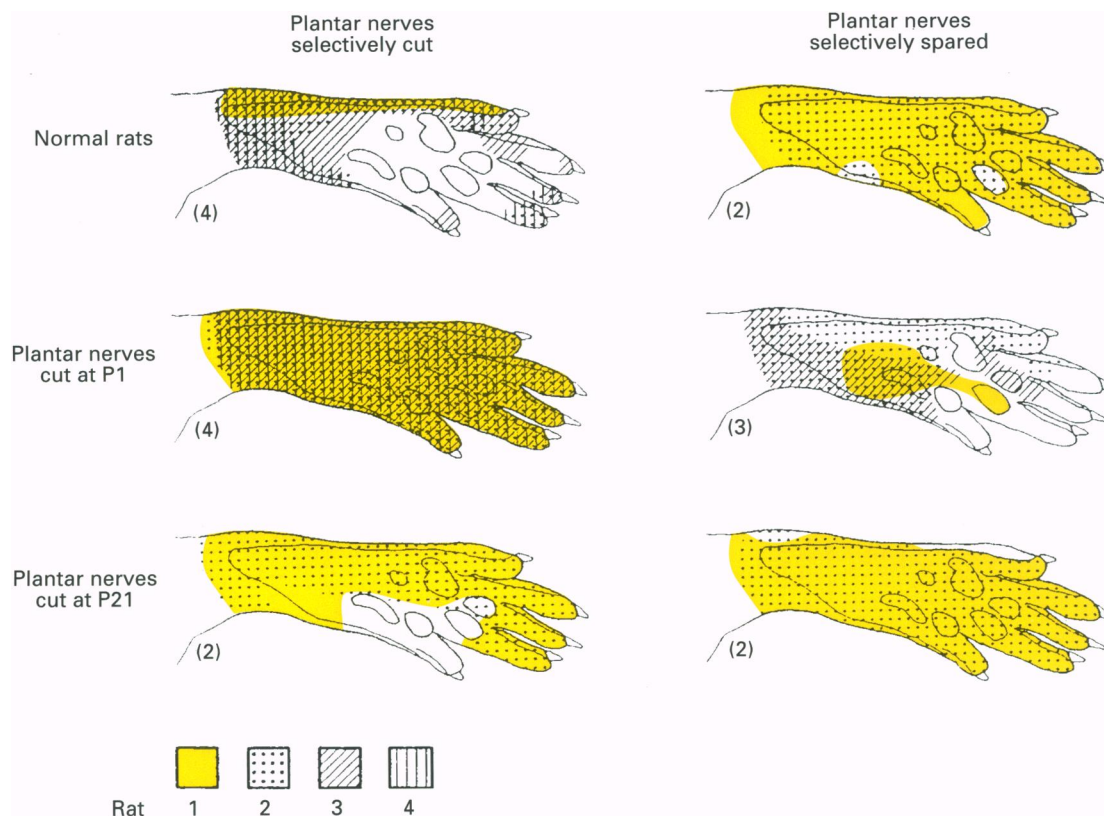 Plantar nerves
selectively cut
Plantar nerves
selectively spared
Normal rats
(4)
(2)
Plantar nerves
cut at P1
(4)
(3)
Plantar nerves
cut at P21
(2)
(2)
Rat 1 2 3 4